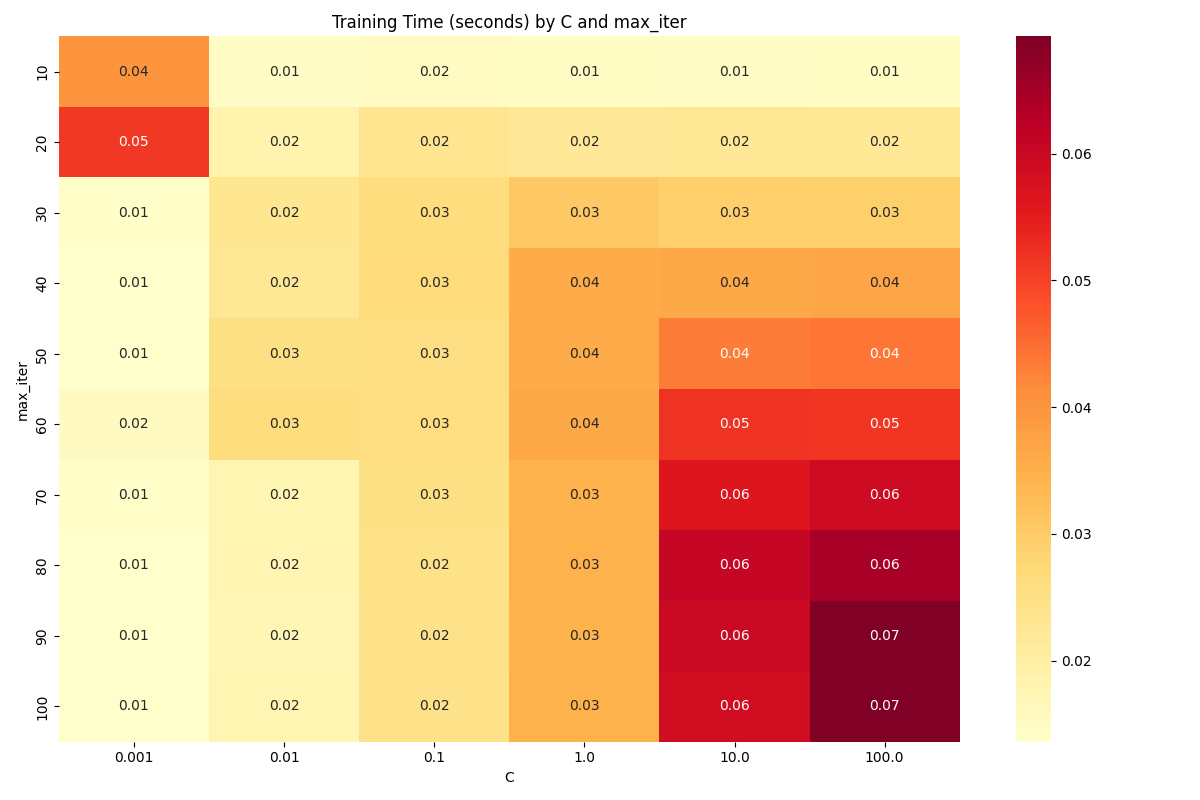 Training Time (seconds) by C and max_iter
10 0.04 0.01 0.02 0.01 0.01 0.01
20 0.05 0.02 0.02 0.02 0.02 0.02
30 0.01 0.02 0.03 0.03 0.03 0.03
40 0.01 0.02 0.03 0.04 0.04 0.04
50 0.01 0.03 0.03 0.04 0.04 0.04
60 0.02 0.03 0.03 0.04 0.05 0.05
70 0.01 0.02 0.03 0.03 0.06 0.06
80 0.01 0.02 0.02 0.03 0.06 0.06
90 0.01 0.02 0.02 0.03 0.06 0.07
100 0.01 0.02 0.02 0.03 0.06 0.07
0.001 0.01 0.1 1.0 10.0 100.0
C
max_iter
0.06
0.05
0.04
0.03
0.02